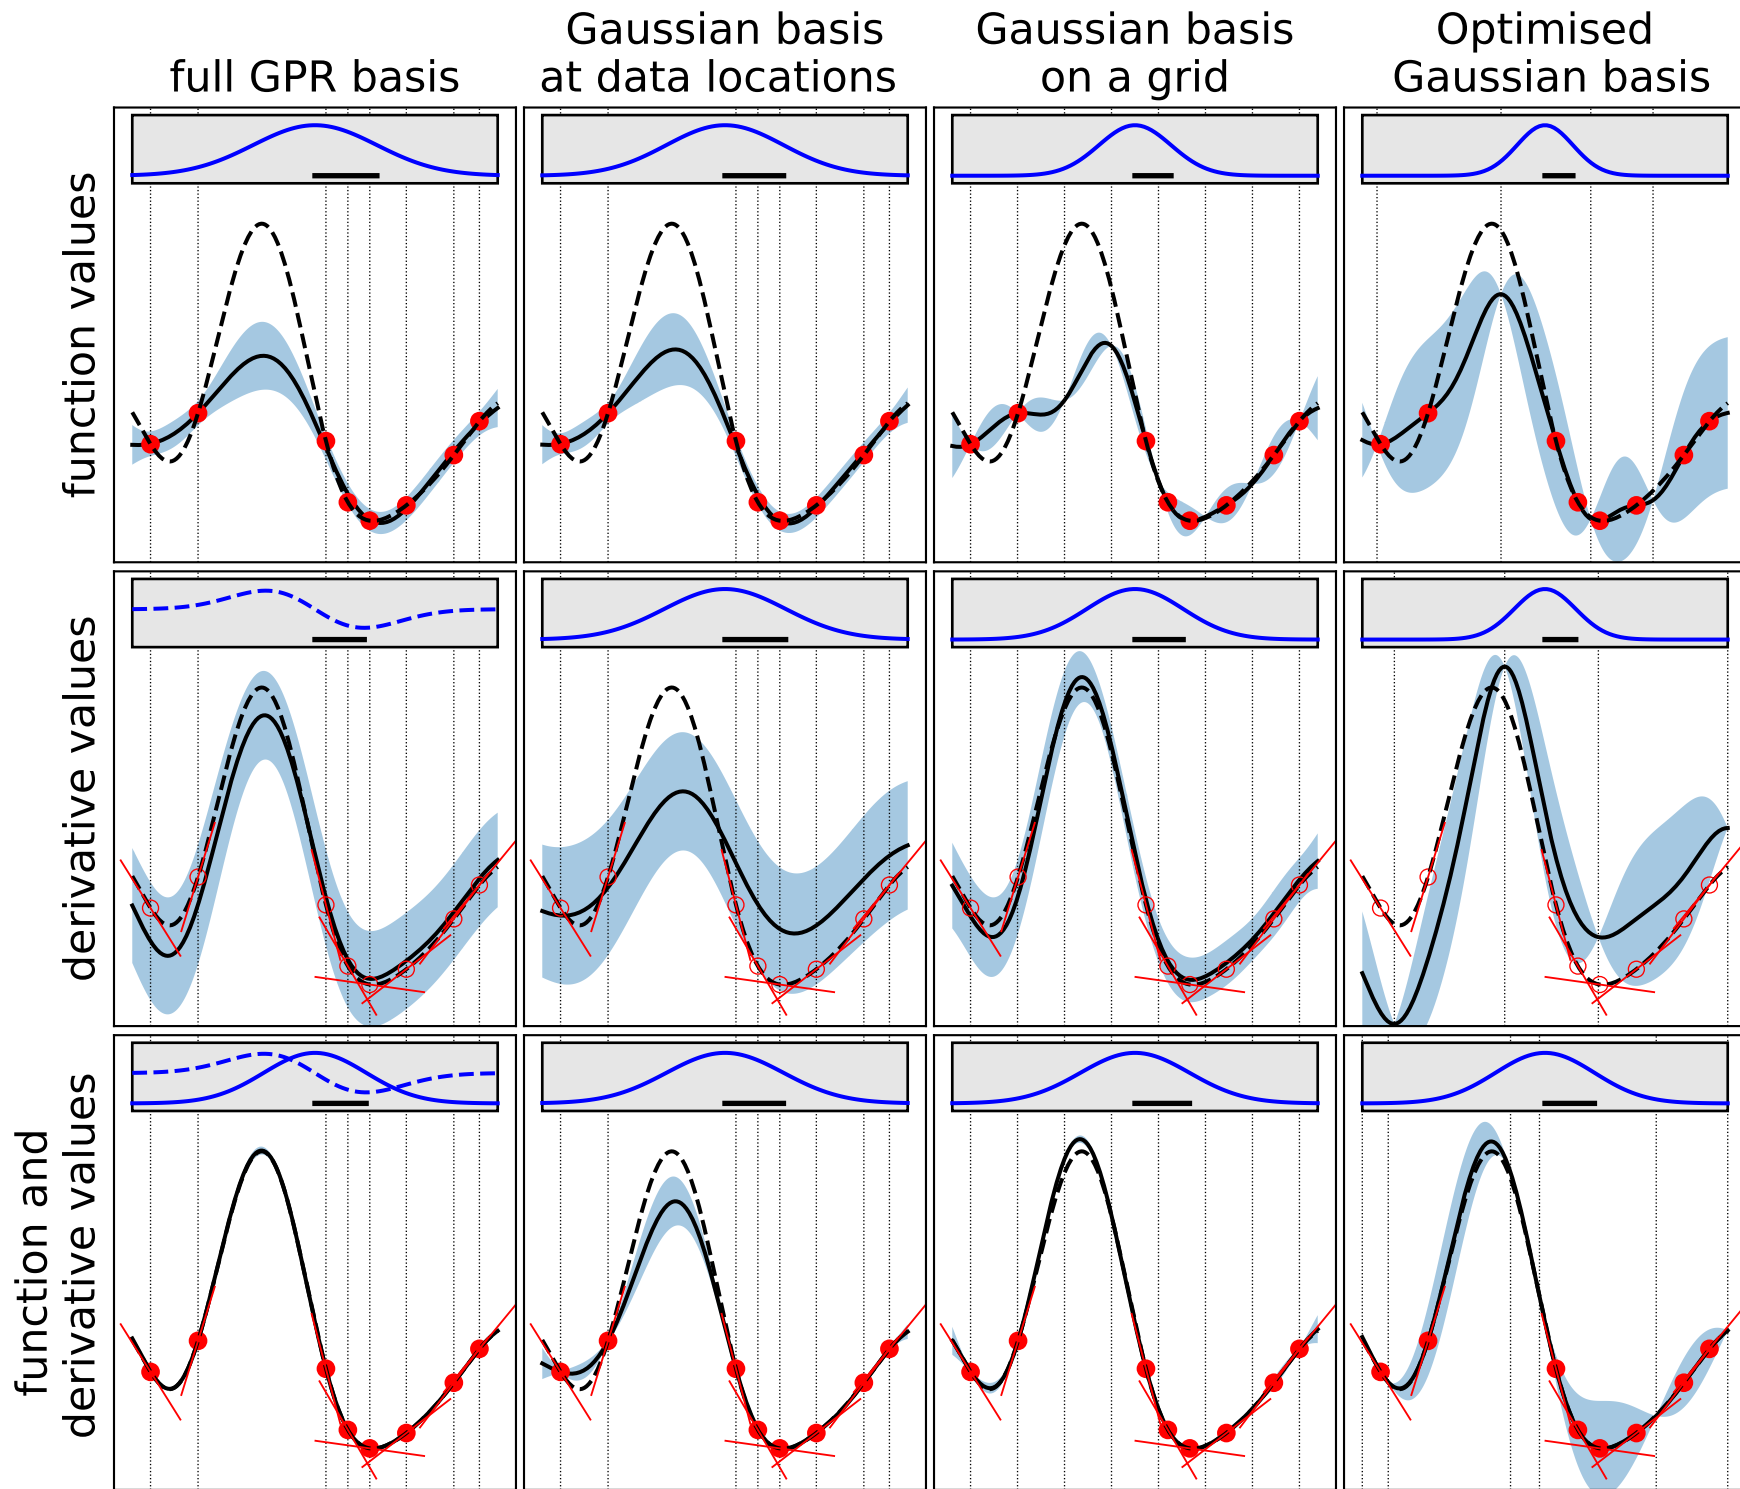 full GPR basis
Gaussian basis
at data locations
Gaussian basis
on a grid
Optimised
Gaussian basis
function values
derivative values
function and
derivative values